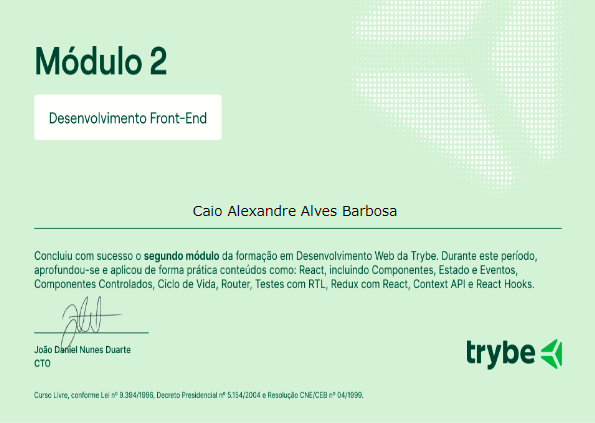 Módulo 2
Desenvolvimento Front-End
Caio Alexandre Alves Barbosa
Concluiu com sucesso o segundo módulo da formação em Desenvolvimento Web da Trybe. Durante este período,
aprofundou-se e aplicou de forma prática conteúdos como: React, incluindo Componentes, Estado e Eventos,
Componentes Controlados, Ciclo de Vida, Router, Testes com RTL, Redux com React, Context API e React Hooks.
João Daniel Nunes Duarte
CTO
trybe
Curso Livre, conforme Lei nº 9.394/1996, Decreto Presidencial nº 5.154/2004 e Resolução CNE/CEB nº 04/1999.